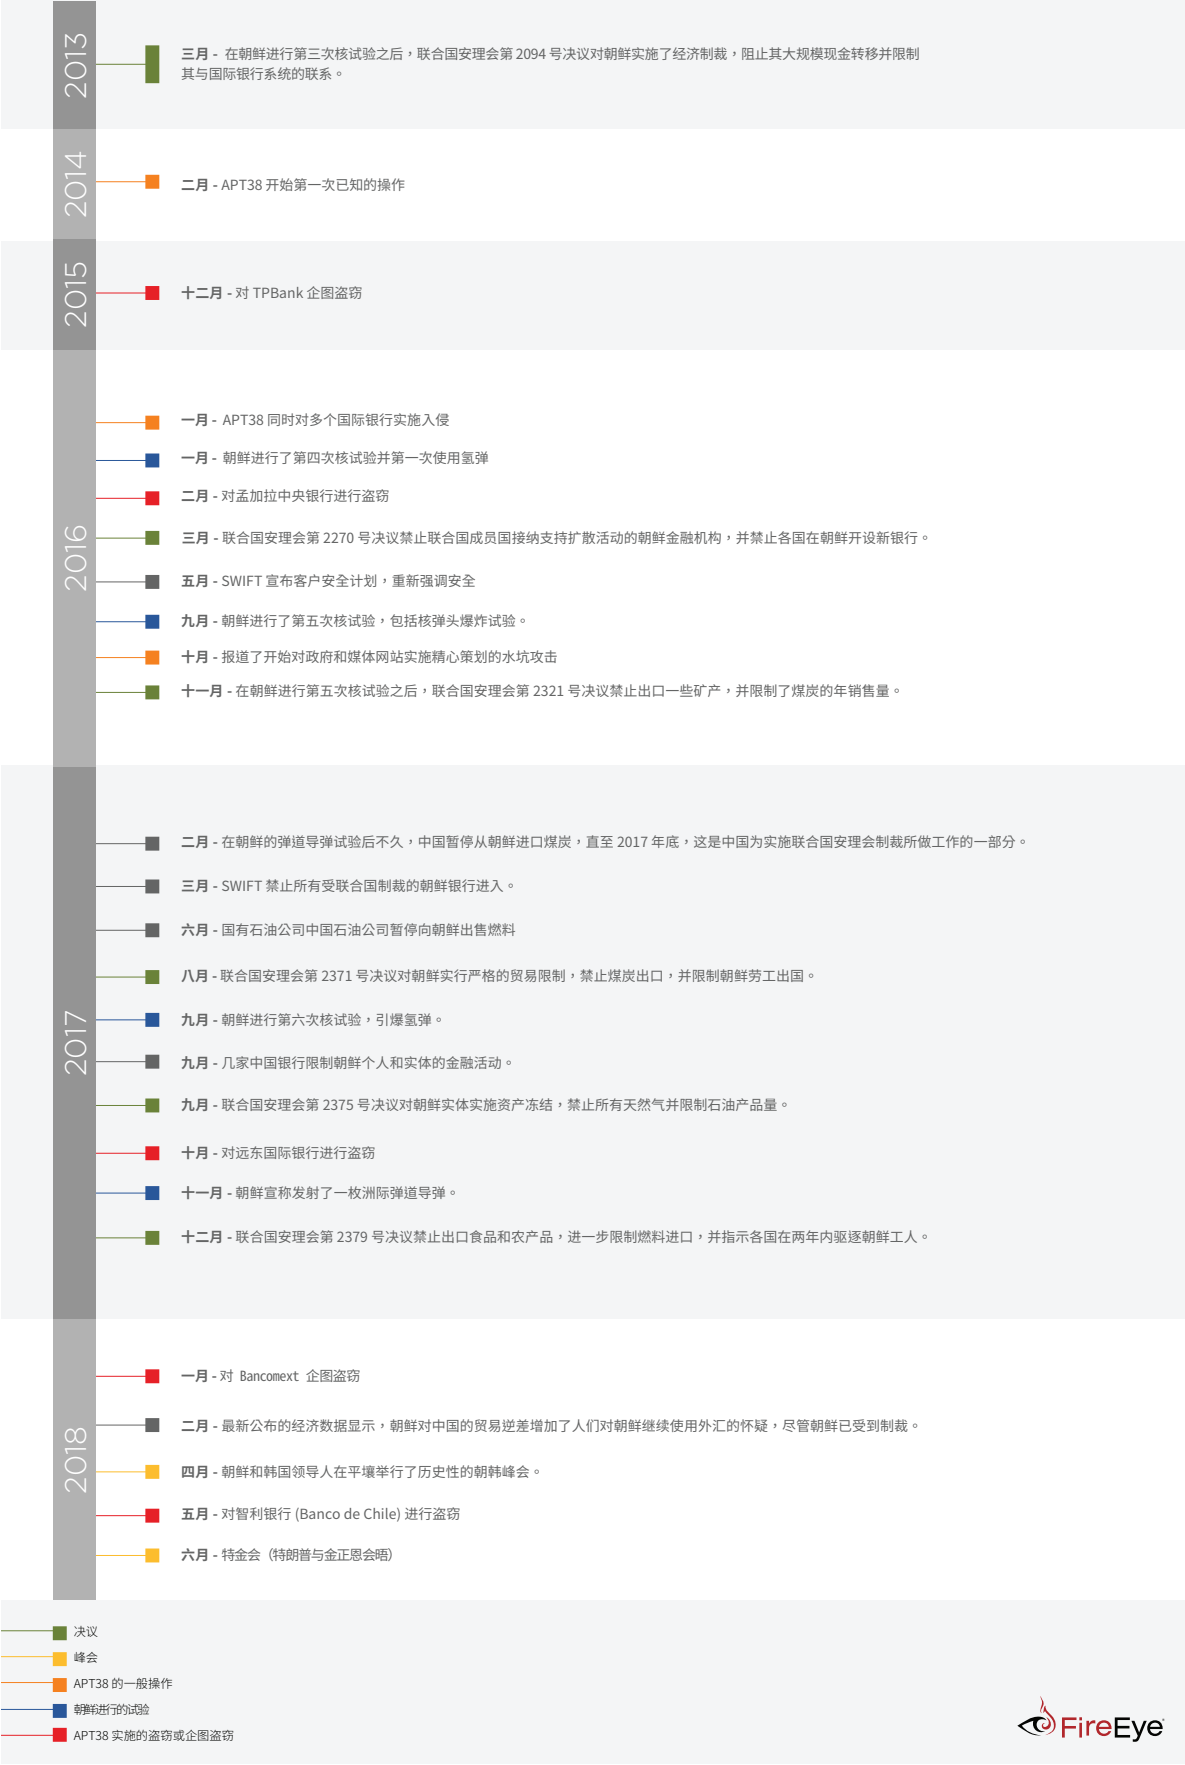 2013
三月 - 在朝鲜进行第三次核试验之后，联合国安理会第 2094 号决议对朝鲜实施了经济制裁，阻止其大规模现金转移并限制
其与国际银行系统的联系。
2014
二月 - APT38 开始第一次已知的操作
2015
十二月 - 对 TPBank 企图盗窃
2016
一月 - APT38 同时对多个国际银行实施入侵
一月 - 朝鲜进行了第四次核试验并第一次使用氢弹
二月 - 对孟加拉中央银行进行盗窃
三月 - 联合国安理会第 2270 号决议禁止联合国成员国接纳支持扩散活动的朝鲜金融机构，并禁止各国在朝鲜开设新银行。
五月 - SWIFT 宣布客户安全计划，重新强调安全
九月 - 朝鲜进行了第五次核试验，包括核弹头爆炸试验。
十月 - 报道了开始对政府和媒体网站实施精心策划的水坑攻击
十一月 - 在朝鲜进行第五次核试验之后，联合国安理会第 2321 号决议禁止出口一些矿产，并限制了煤炭的年销售量。
2017
二月 - 在朝鲜的弹道导弹试验后不久，中国暂停从朝鲜进口煤炭，直至 2017 年底，这是中国为实施联合国安理会制裁所做工作的一部分。
三月 - SWIFT 禁止所有受联合国制裁的朝鲜银行进入。
六月 - 国有石油公司中国石油公司暂停向朝鲜出售燃料
八月 - 联合国安理会第 2371 号决议对朝鲜实行严格的贸易限制，禁止煤炭出口，并限制朝鲜劳工出国。
九月 - 朝鲜进行第六次核试验，引爆氢弹。
九月 - 几家中国银行限制朝鲜个人和实体的金融活动。
九月 - 联合国安理会第 2375 号决议对朝鲜实体实施资产冻结，禁止所有天然气并限制石油产品量。
十月 - 对远东国际银行进行盗窃
十一月 - 朝鲜宣称发射了一枚洲际弹道导弹。
十二月 - 联合国安理会第 2379 号决议禁止出口食品和农产品，进一步限制燃料进口，并指示各国在两年内驱逐朝鲜工人。
2018
一月 - 对 Bancomext 企图盗窃
二月 - 最新公布的经济数据显示，朝鲜对中国的贸易逆差增加了人们对朝鲜继续使用外汇的怀疑，尽管朝鲜已受到制裁。
四月 - 朝鲜和韩国领导人在平壤举行了历史性的朝韩峰会。
五月 - 对智利银行 (Banco de Chile) 进行盗窃
六月 - 特金会（特朗普与金正恩会晤）
决议
峰会
APT38 的一般操作
朝鲜进行的试验
APT38 实施的盗窃或企图盗窃
FireEye